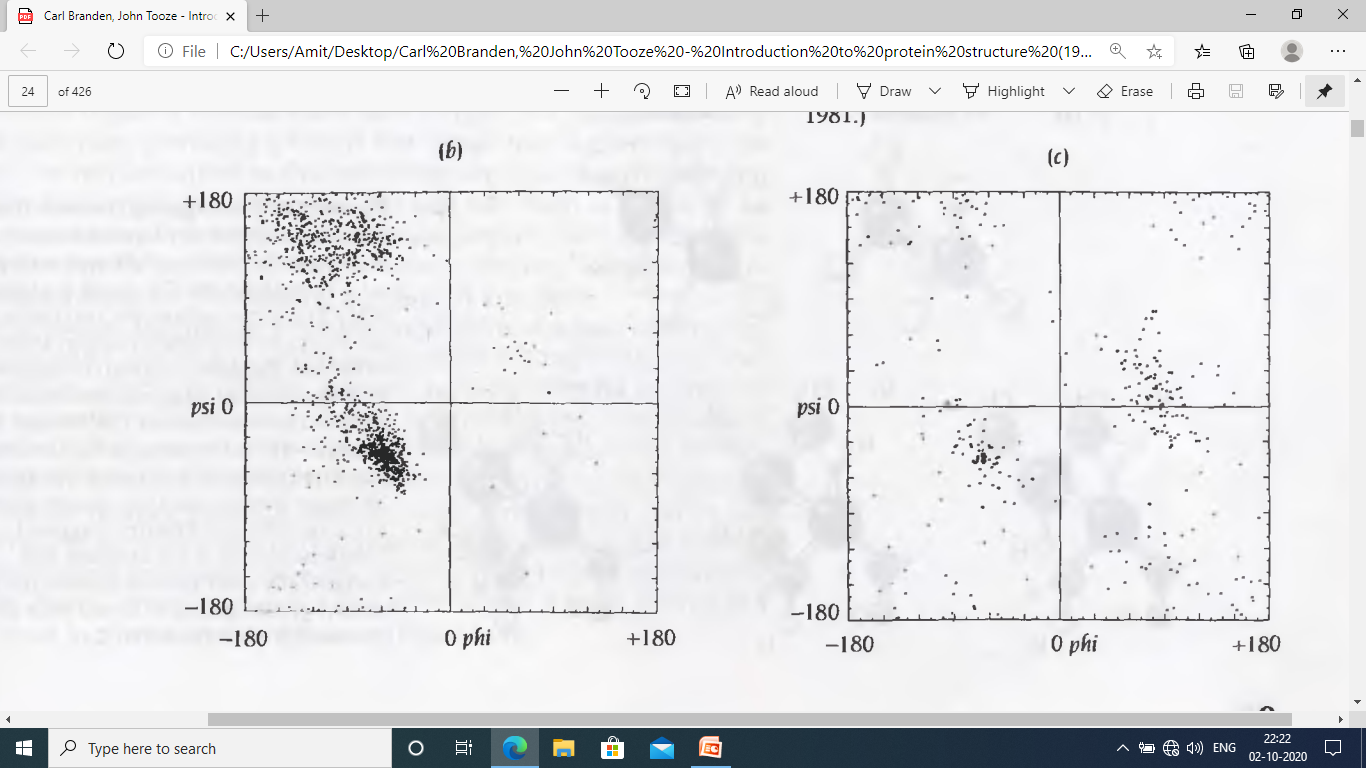 Carl Branden, John Tooze - Intro
File
C:/Users/Amit/Desktop/Carl%20Branden,%20John%20Tooze%20-%20Introduction%20to%20protein%20structure%20(19...
24 of 426
Read aloud
Draw
Highlight
Erase
1981.)
(b)
+180
psi 0
-180
-180
0 phi
+180
(c)
+180
psi 0
-180
-180
0 phi
+180
Type here to search
ENG
22:22
02-10-2020